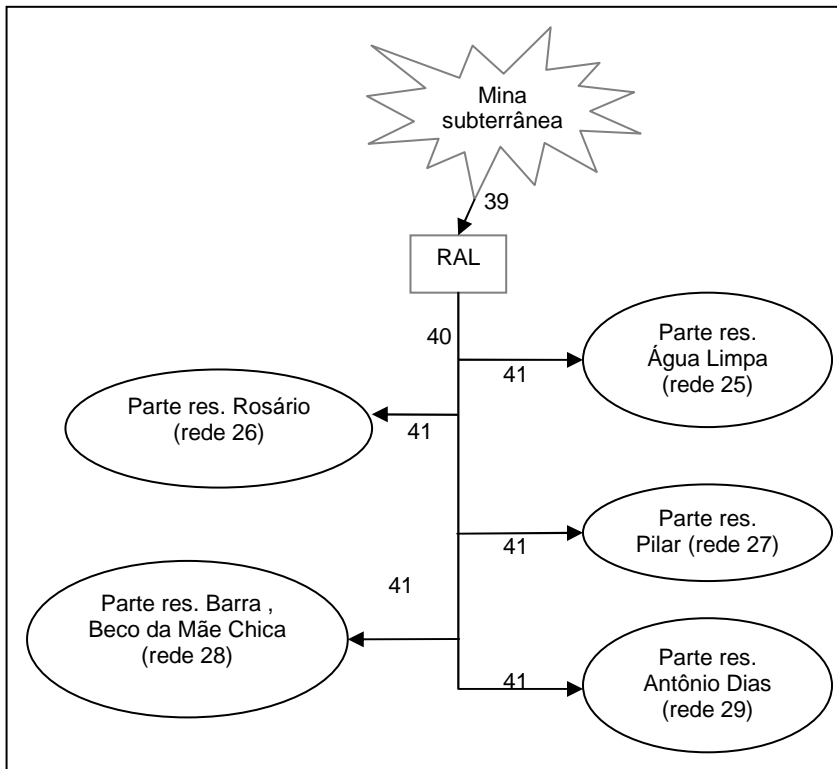 Mina
subterrânea
39
RAL
40
Parte res.
Água Limpa
(rede 25)
41
Parte res. Rosário
(rede 26)
41
Parte res.
Pilar (rede 27)
41
Parte res. Barra ,
Beco da Mãe Chica
(rede 28)
41
Parte res.
Antônio Dias
(rede 29)
41